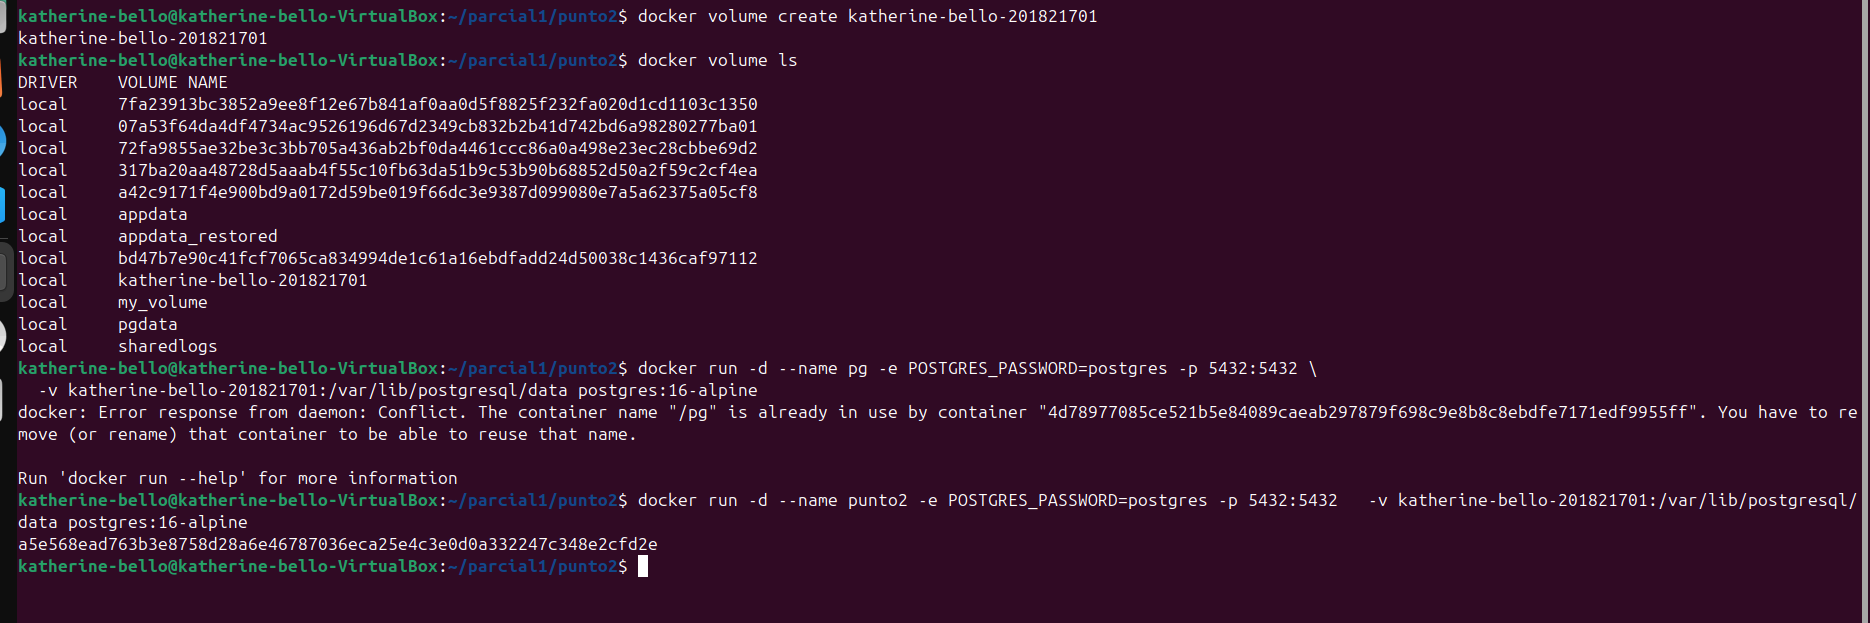 katherine-bello@katherine-bello-VirtualBox:~/parcial1/punto2$ docker volume create katherine-bello-201821701
katherine-bello-201821701
katherine-bello@katherine-bello-VirtualBox:~/parcial1/punto2$ docker volume ls
DRIVER    VOLUME NAME
local     7fa23913bc3852a9ee8f12e67b841af0aa0d5f8825f232fa020d1cd1103c1350
local     07a53f64da4df4734ac9526196d67d2349cb832b2b41d742bd6a98280277ba01
local     72fa9855ae32be3c3bb705a436ab2bf0da4461ccc86a0a498e23ec28cbbe69d2
local     317ba20aa48728d5aaab4f55c10fb63da51b9c53b90b68852d50a2f59c2cf4ea
local     a42c9171f4e900bd9a0172d59be019f66dc3e9387d099080e7a5a62375a05cf8
local     appdata
local     appdata_restored
local     bd47b7e90c41fcf7065ca834994de1c61a16ebdfadd24d50038c1436caf97112
local     katherine-bello-201821701
local     my_volume
local     pgdata
local     sharedlogs
katherine-bello@katherine-bello-VirtualBox:~/parcial1/punto2$ docker run -d --name pg -e POSTGRES_PASSWORD=postgres -p 5432:5432 \
  -v katherine-bello-201821701:/var/lib/postgresql/data postgres:16-alpine
docker: Error response from daemon: Conflict. The container name "/pg" is already in use by container "4d78977085ce521b5e84089caeab297879f698c9e8b8c8ebdfe7171edf9955ff". You have to re
move (or rename) that container to be able to reuse that name.

Run 'docker run --help' for more information
katherine-bello@katherine-bello-VirtualBox:~/parcial1/punto2$ docker run -d --name punto2 -e POSTGRES_PASSWORD=postgres -p 5432:5432   -v katherine-bello-201821701:/var/lib/postgresql/
data postgres:16-alpine
a5e568ead763b3e8758d28a6e46787036eca25e4c3e0d0a332247c348e2cfd2e
katherine-bello@katherine-bello-VirtualBox:~/parcial1/punto2$